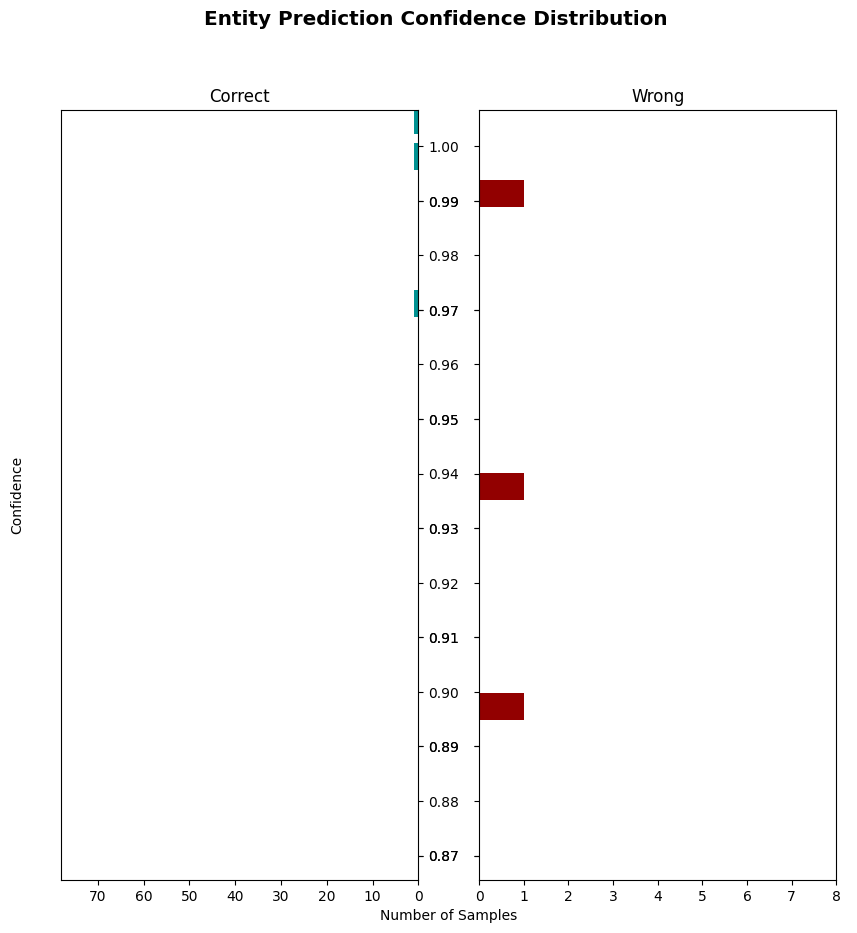 Entity Prediction Confidence Distribution
Correct
Wrong
1.00
0.99
0.98
0.97
0.96
0.95
0.94
0.93
0.92
0.91
0.90
0.89
0.88
0.87
Confidence
70 60 50 40 30 20 10 0
0 1 2 3 4 5 6 7 8
Number of Samples